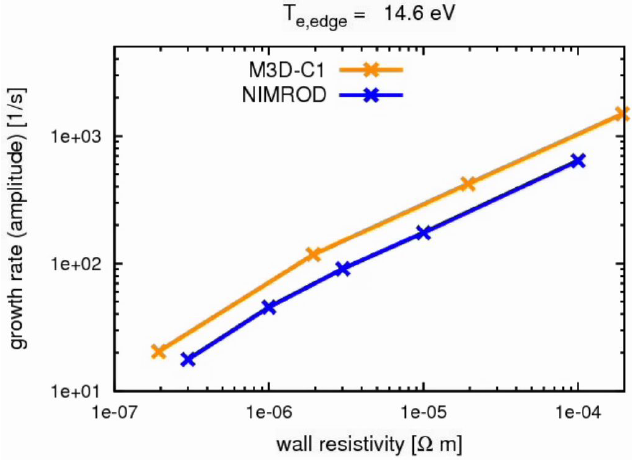 Te,edge = 14.6 eV
M3D-C1
NIMROD
growth rate (amplitude) [1/s]
1e+03
1e+02
1e+01
1e-07 1e-06 1e-05 1e-04
wall resistivity [Ω m]